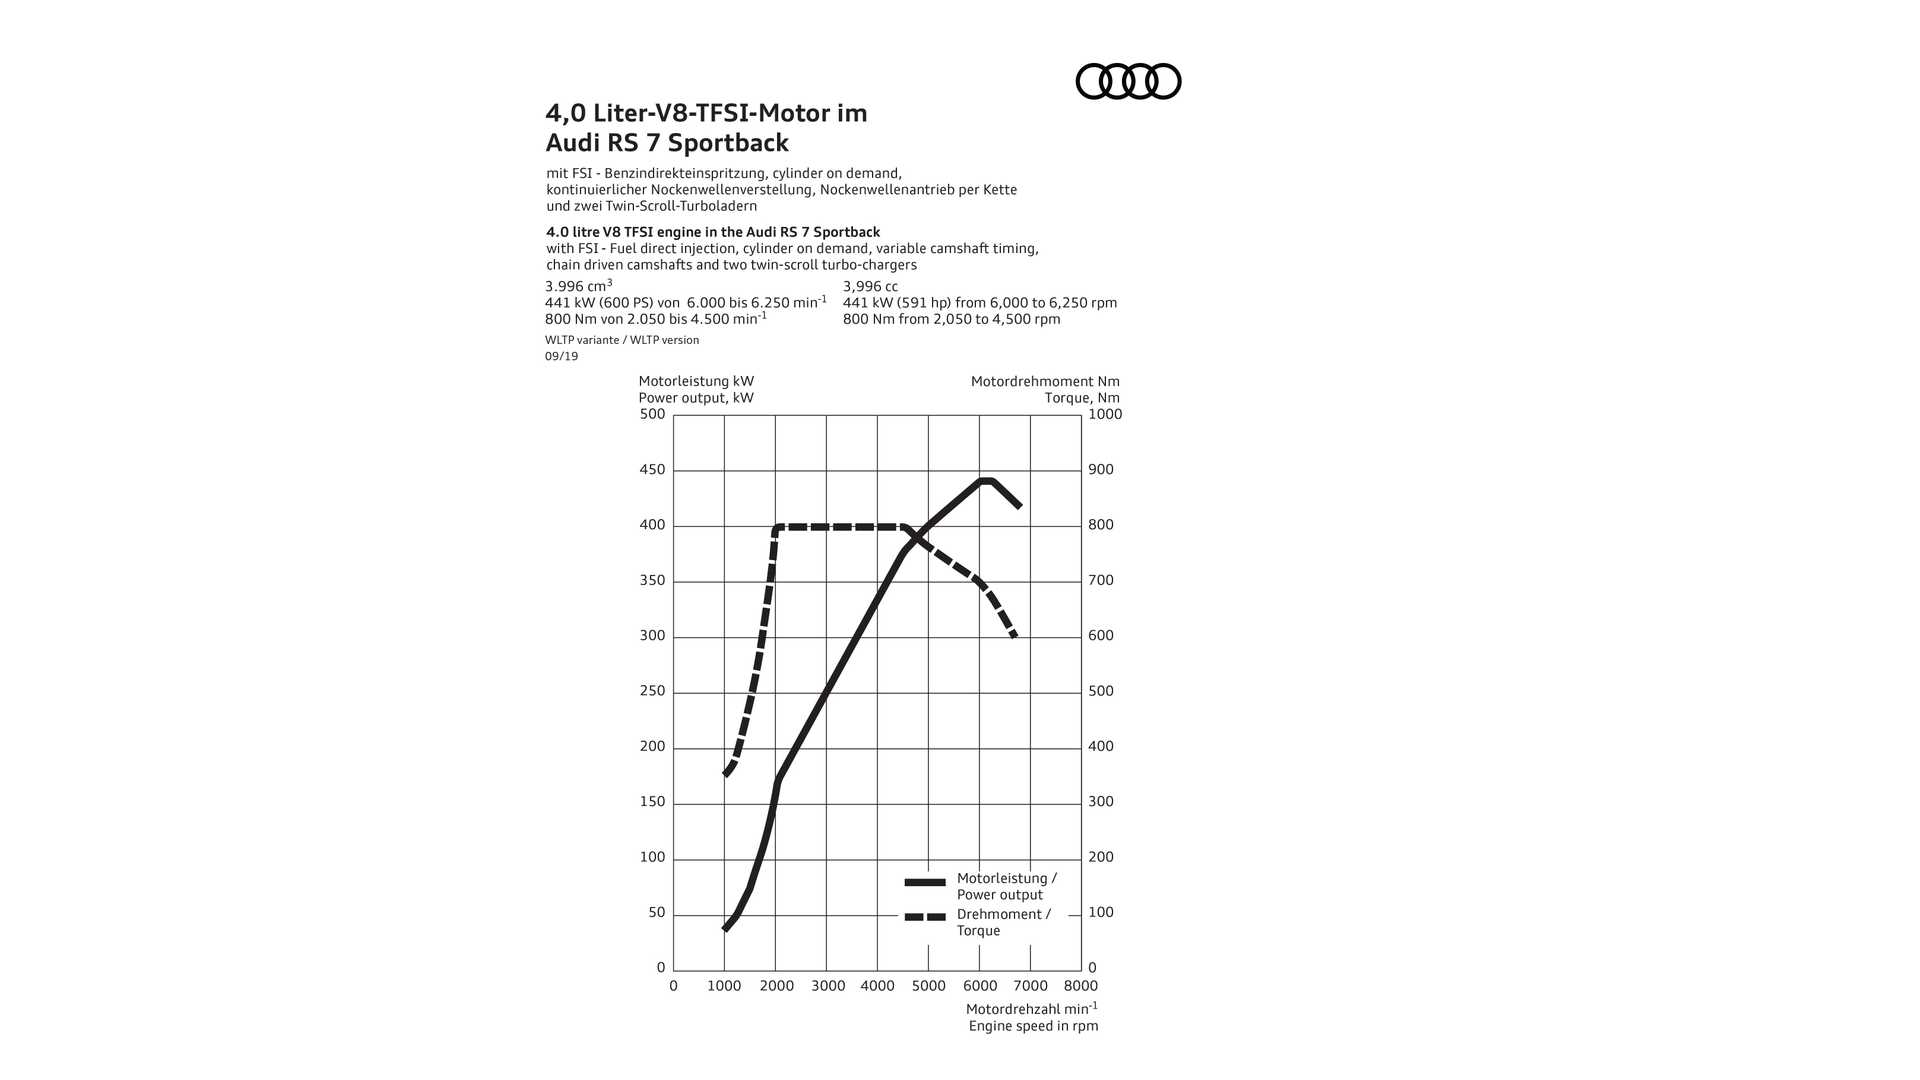 4,0 Liter-V8-TFSI-Motor im
Audi RS 7 Sportback
mit FSI - Benzindirekteinspritzung, cylinder on demand,
kontinuierlicher Nockenwellenverstellung, Nockenwellenantrieb per Kette
und zwei Twin-Scroll-Turboladern
4.0 litre V8 TFSI engine in the Audi RS 7 Sportback
with FSI - Fuel direct injection, cylinder on demand, variable camshaft timing,
chain driven camshafts and two twin-scroll turbo-chargers
3.996 cm³
441 kW (600 PS) von 6.000 bis 6.250 min⁻¹
800 Nm von 2.050 bis 4.500 min⁻¹
3,996 cc
441 kW (591 hp) from 6,000 to 6,250 rpm
800 Nm from 2,050 to 4,500 rpm
WLTP variante / WLTP version
09/19
Motorleistung kW
Power output, kW
Motordrehmoment Nm
Torque, Nm
500
450
400
350
300
250
200
150
100
50
0
1000
900
800
700
600
500
400
300
200
100
0
Motorleistung /
Power output
Drehmoment /
Torque
0 1000 2000 3000 4000 5000 6000 7000 8000
Motordrehzahl min⁻¹
Engine speed in rpm